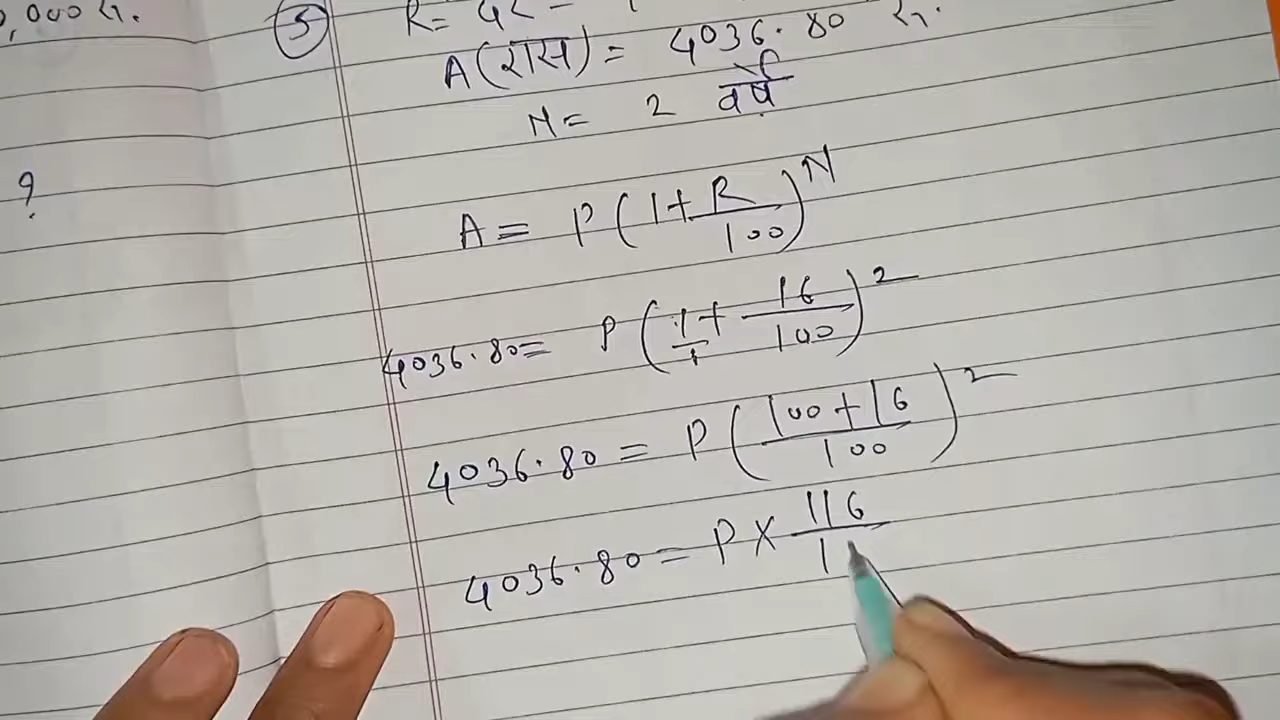 5
A(रास) = 4036.80 रु.
N = 2 वर्षे
?
A = P(1+R/100)^N
4036.80 = P(1/1+16/100)^2
4036.80 = P(100+16/100)^2
4036.80 = P×116/1